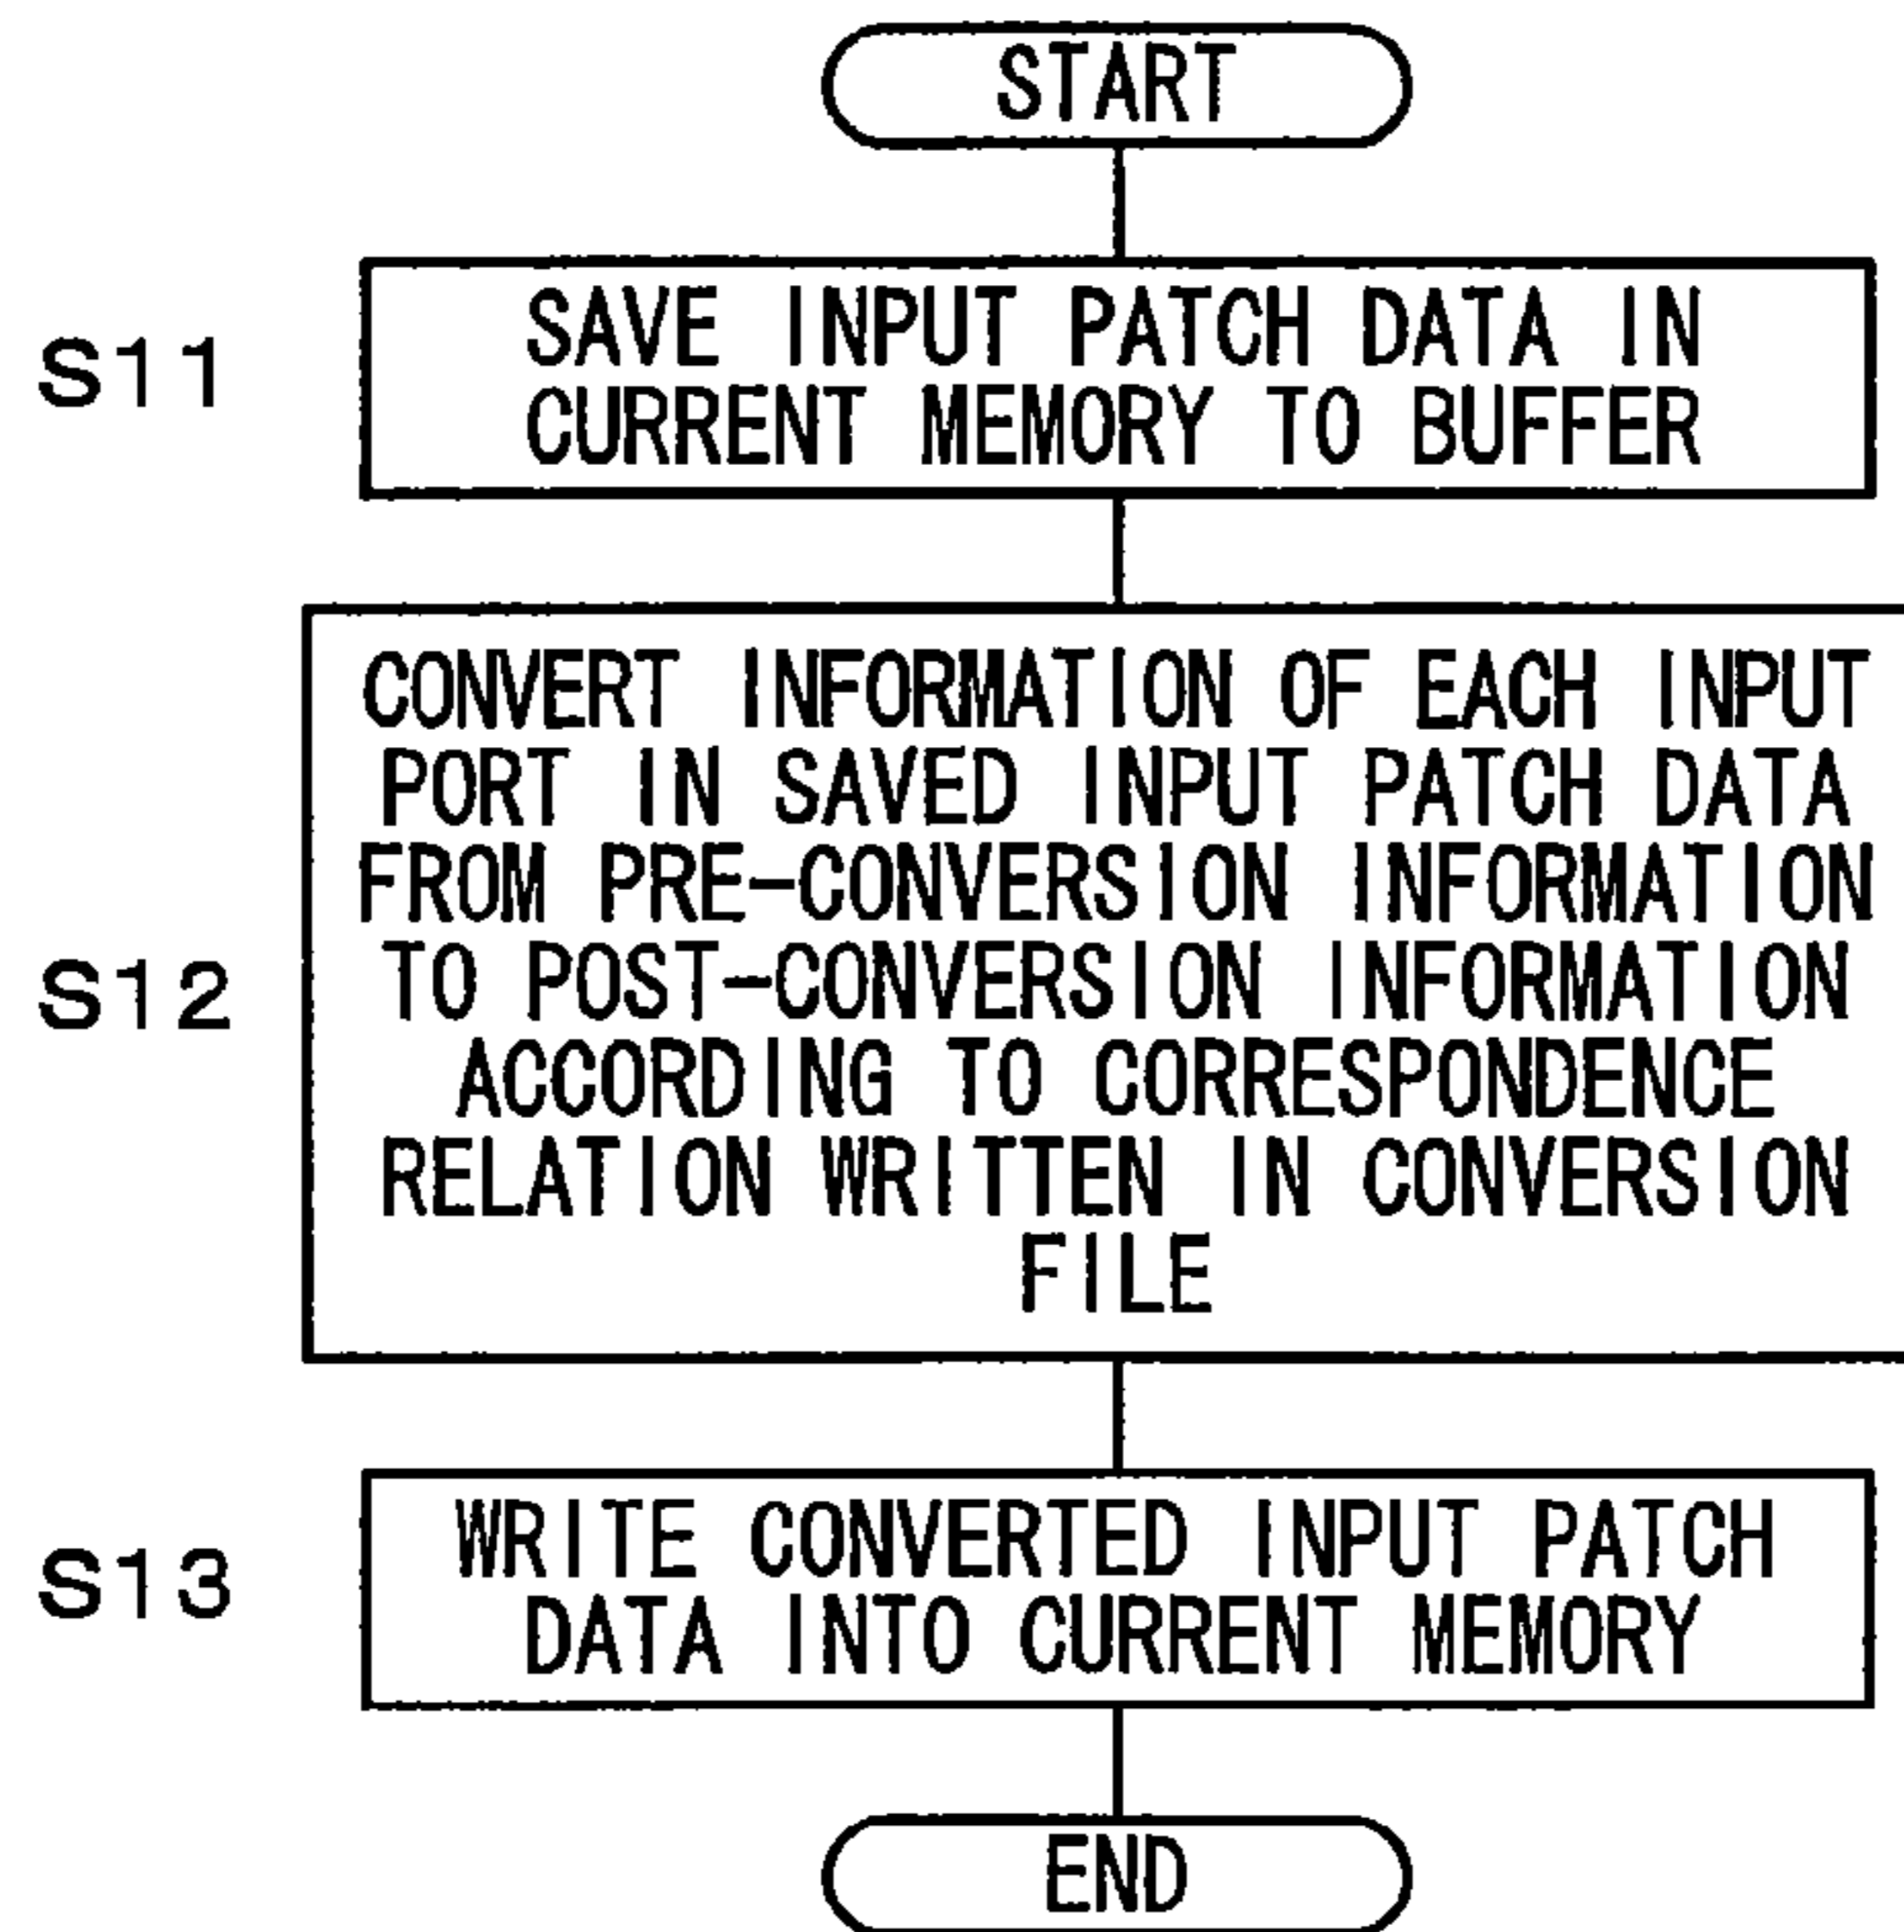 START
S11
SAVE INPUT PATCH DATA IN
CURRENT MEMORY TO BUFFER
S12
CONVERT INFORMATION OF EACH INPUT
PORT IN SAVED INPUT PATCH DATA
FROM PRE-CONVERSION INFORMATION
TO POST-CONVERSION INFORMATION
ACCORDING TO CORRESPONDENCE
RELATION WRITTEN IN CONVERSION
FILE
S13
WRITE CONVERTED INPUT PATCH
DATA INTO CURRENT MEMORY
END